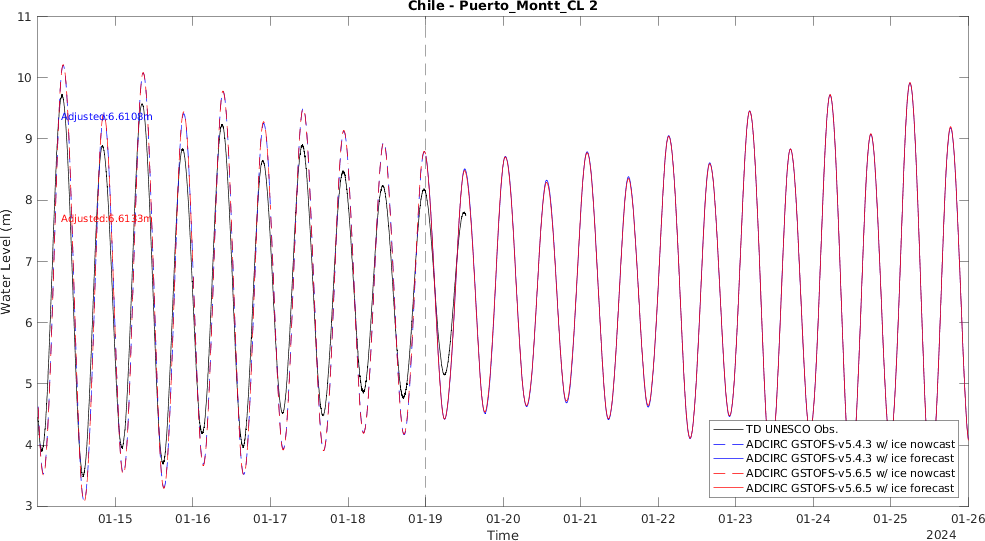 Chile - Puerto_Montt_CL 2
11
10
9
8
7
6
5
4
3
Water Level (m)
Adjusted:6.6108m
Adjusted:6.6133m
TD UNESCO Obs.
ADCIRC GSTOFS-v5.4.3 w/ ice nowcast
ADCIRC GSTOFS-v5.4.3 w/ ice forecast
ADCIRC GSTOFS-v5.6.5 w/ ice nowcast
ADCIRC GSTOFS-v5.6.5 w/ ice forecast
01-15 01-16 01-17 01-18 01-19 01-20 01-21 01-22 01-23 01-24 01-25 01-26
Time
2024